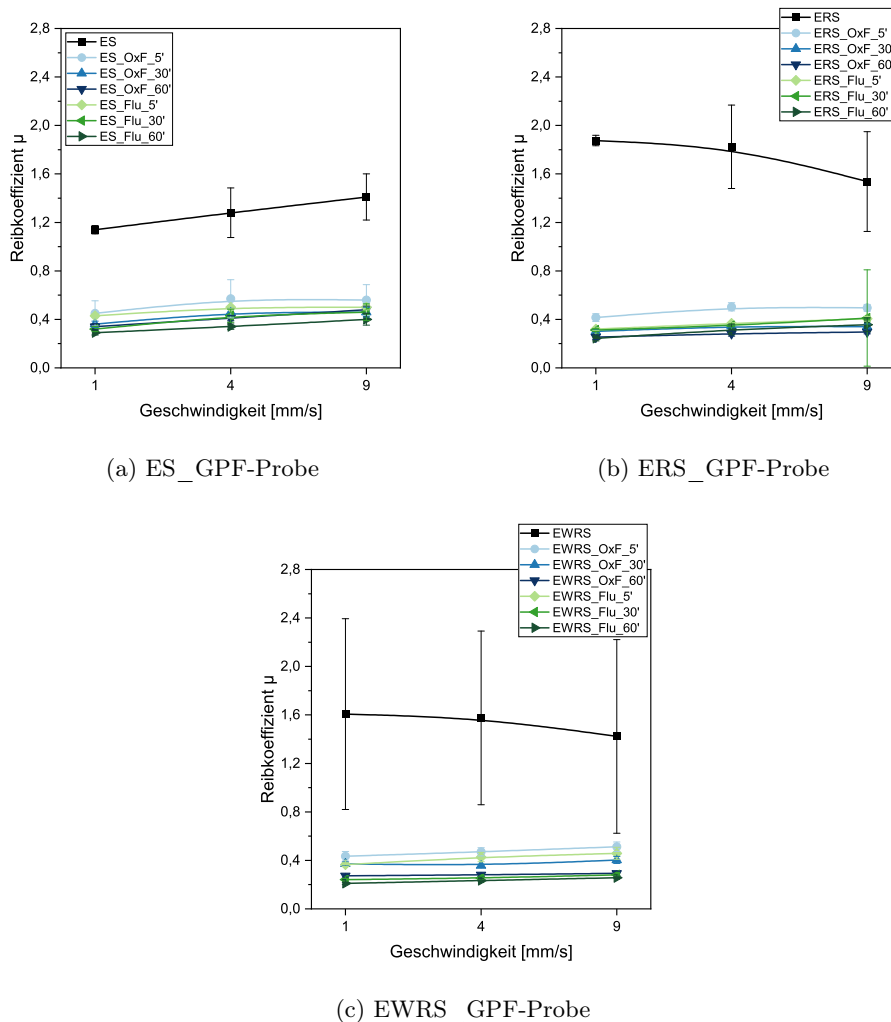 2,8
2,4
2,0
1,6
1,2
0,8
0,4
0,0
Reibkoeffizient µ
ES
ES_OxF_5'
ES_OxF_30'
ES_OxF_60'
ES_Flu_5'
ES_Flu_30'
ES_Flu_60'
1
4
9
Geschwindigkeit [mm/s]
(a) ES_GPF-Probe
2,8
2,4
2,0
1,6
1,2
0,8
0,4
0,0
Reibkoeffizient µ
ERS
ERS_OxF_5'
ERS_OxF_30'
ERS_OxF_60'
ERS_Flu_5'
ERS_Flu_30'
ERS_Flu_60'
1
4
9
Geschwindigkeit [mm/s]
(b) ERS_GPF-Probe
2,8
2,4
2,0
1,6
1,2
0,8
0,4
0,0
Reibkoeffizient µ
EWRS
EWRS_OxF_5'
EWRS_OxF_30'
EWRS_OxF_60'
EWRS_Flu_5'
EWRS_Flu_30'
EWRS_Flu_60'
1
4
9
Geschwindigkeit [mm/s]
(c) EWRS_GPF-Probe